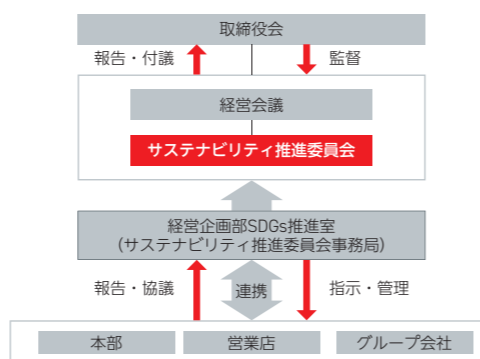 取締役会
報告・付議
監督
経営会議
サステナビリティ推進委員会
経営企画部SDGs推進室
(サステナビリティ推進委員会事務局)
報告・協議
連携
指示・管理
本部
営業店
グループ会社